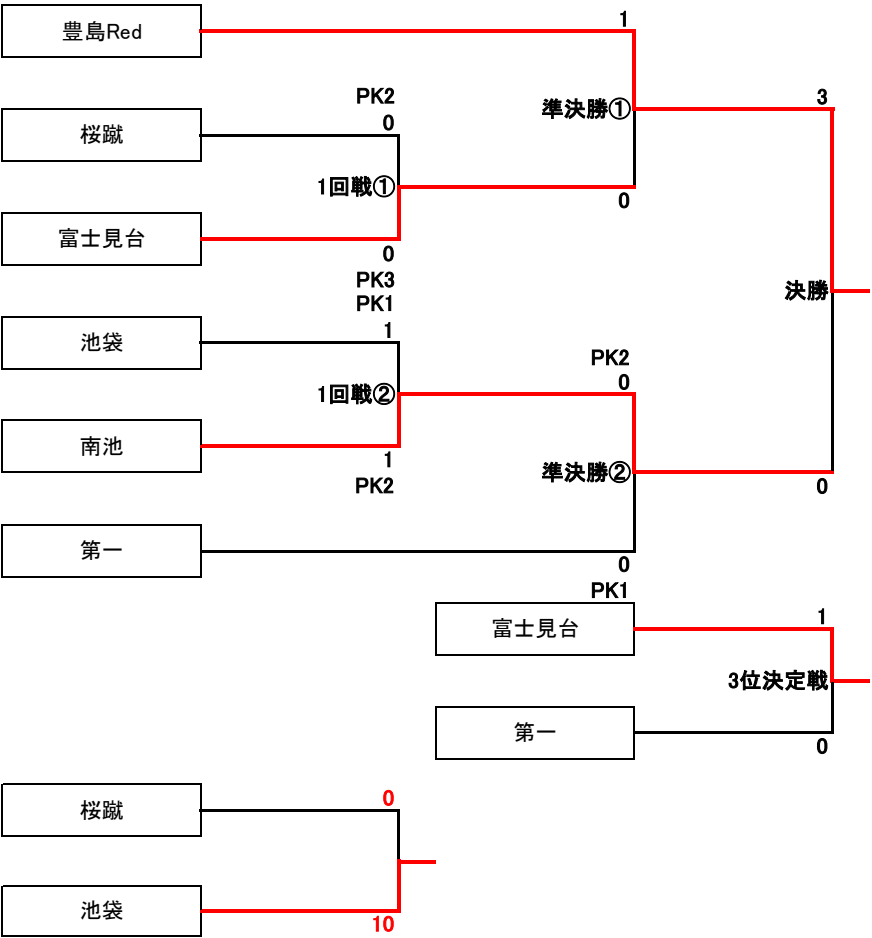 1
豊島Red
PK2
準決勝①
3
0
桜蹴
1回戦①
0
富士見台
0
PK3
決勝
PK1
1
池袋
PK2
0
1回戦②
南池
1
準決勝②
PK2
0
第一
0
PK1
1
富士見台
3位決定戦
第一
0
0
桜蹴
池袋
10